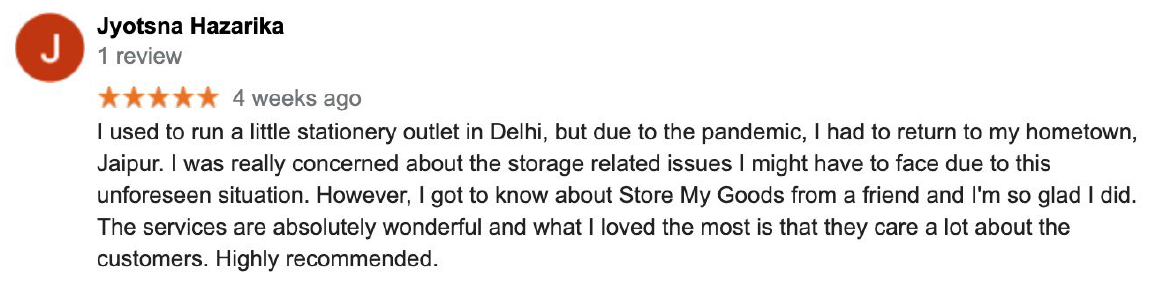 J
Jyotsna Hazarika
1 review
4 weeks ago
I used to run a little stationery outlet in Delhi, but due to the pandemic, I had to return to my hometown,
Jaipur. I was really concerned about the storage related issues I might have to face due to this
unforeseen situation. However, I got to know about Store My Goods from a friend and I'm so glad I did.
The services are absolutely wonderful and what I loved the most is that they care a lot about the
customers. Highly recommended.